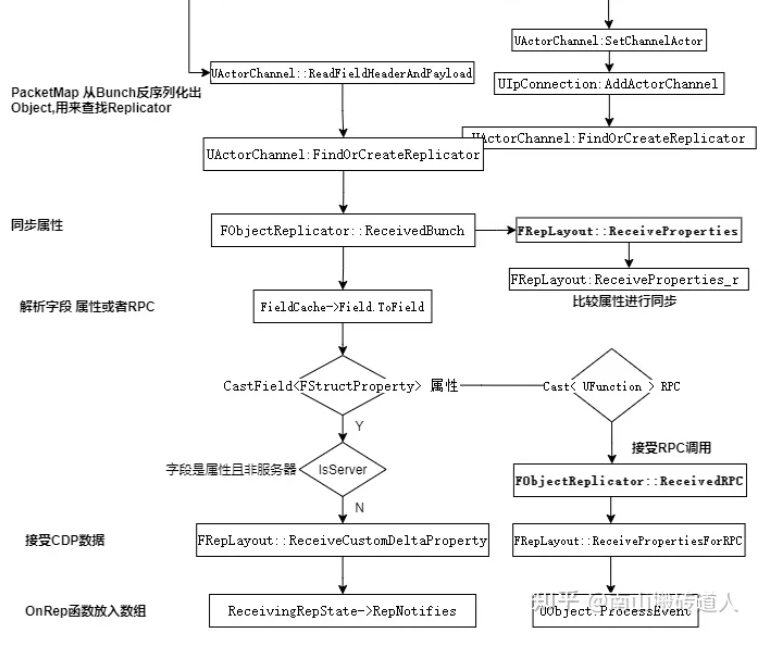 UActorChannel:SetChannelActor
UActorChannel::ReadFieldHeaderAndPayload
UIpConnection:AddActorChannel
PacketMap 从Bunch反序列化出
Object,用来查找Replicator
UActorChannel:FindOrCreateReplicator
UActorChannel:FindOrCreateReplicator
同步属性
FObjectReplicator::ReceivedBunch
FRepLayout::ReceiveProperties
FRepLayout:ReceiveProperties_r
比较属性进行同步
解析字段 属性或者RPC
FieldCache->Field.ToField
CastField<FStructProperty> 属性
Cast< UFunction > RPC
Y
接受RPC调用
字段是属性且非服务器
IsServer
FObjectReplicator::ReceivedRPC
N
接受CDP数据
FRepLayout::ReceiveCustomDeltaProperty
FRepLayout::ReceivePropertiesForRPC
OnRep函数放入数组
ReceivingRepState->RepNotifies
UObject:ProcessEvent
知乎 @南山搬砖道人